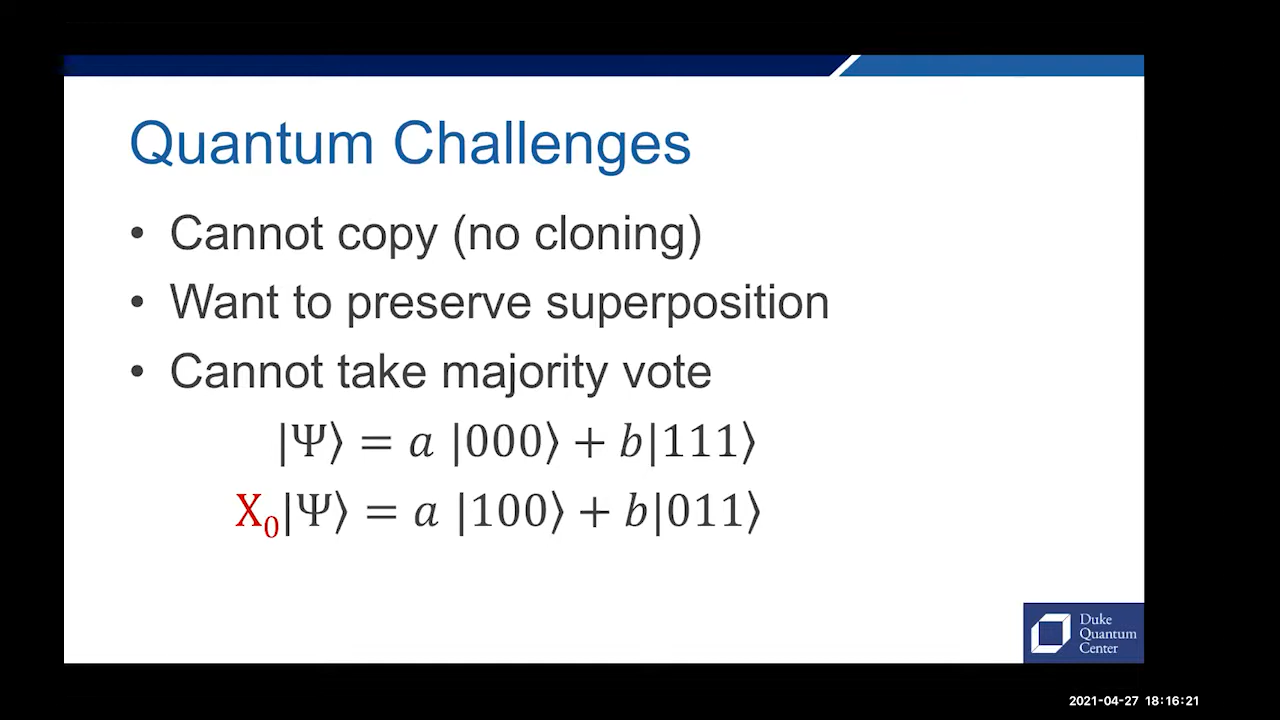 Quantum Challenges
• Cannot copy (no cloning)
• Want to preserve superposition
• Cannot take majority vote
|Ψ⟩ = a |000⟩ + b|111⟩
X₀|Ψ⟩ = a |100⟩ + b|011⟩
Duke
Quantum
Center
2021-04-27 18:16:21